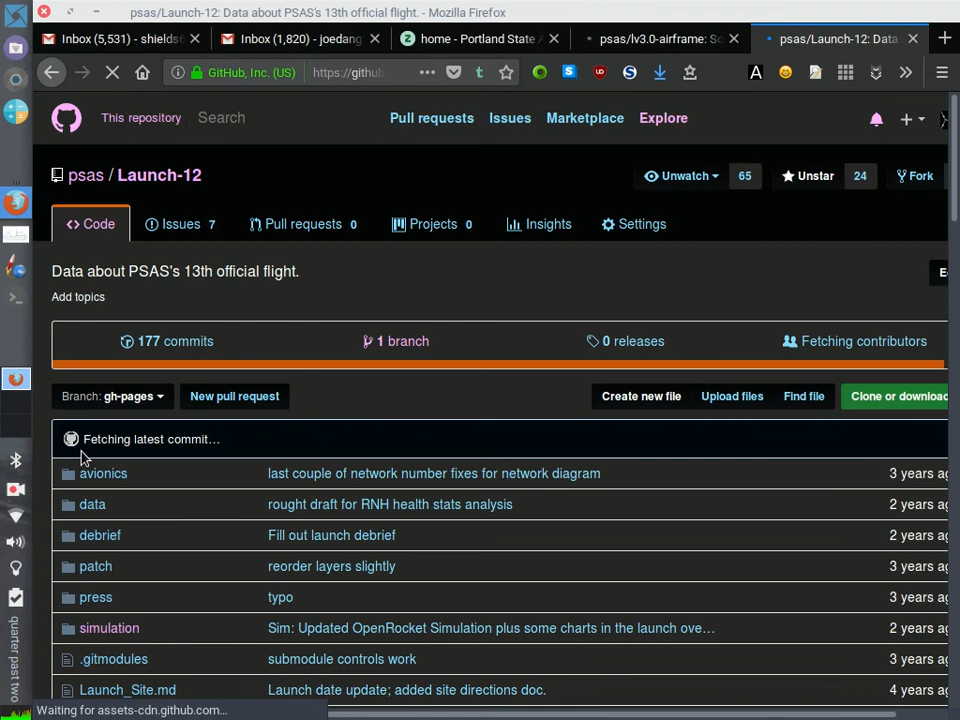 psas/Launch-12: Data about PSAS's 13th official flight. - Mozilla Firefox
Inbox (5,531) - shields
Inbox (1,820) - joedang
home - Portland State
psas/lv3.0-airframe: So
psas/Launch-12: Data
GitHub, Inc. (US)
https://github
This repository
Search
Pull requests
Issues
Marketplace
Explore
psas / Launch-12
Unwatch
65
Unstar
24
Fork
Code
Issues 7
Pull requests 0
Projects 0
Insights
Settings
Data about PSAS's 13th official flight.
Add topics
177 commits
1 branch
0 releases
Fetching contributors
Branch: gh-pages
New pull request
Create new file
Upload files
Find file
Clone or download
Fetching latest commit…
avionics
last couple of network number fixes for network diagram
3 years ag
data
rought draft for RNH health stats analysis
2 years ag
debrief
Fill out launch debrief
2 years ag
patch
reorder layers slightly
3 years ag
press
typo
3 years ag
simulation
Sim: Updated OpenRocket Simulation plus some charts in the launch ove…
2 years ag
.gitmodules
submodule controls work
3 years ag
Launch_Site.md
Launch date update; added site directions doc.
4 years ag
Waiting for assets-cdn.github.com...
quarter past two